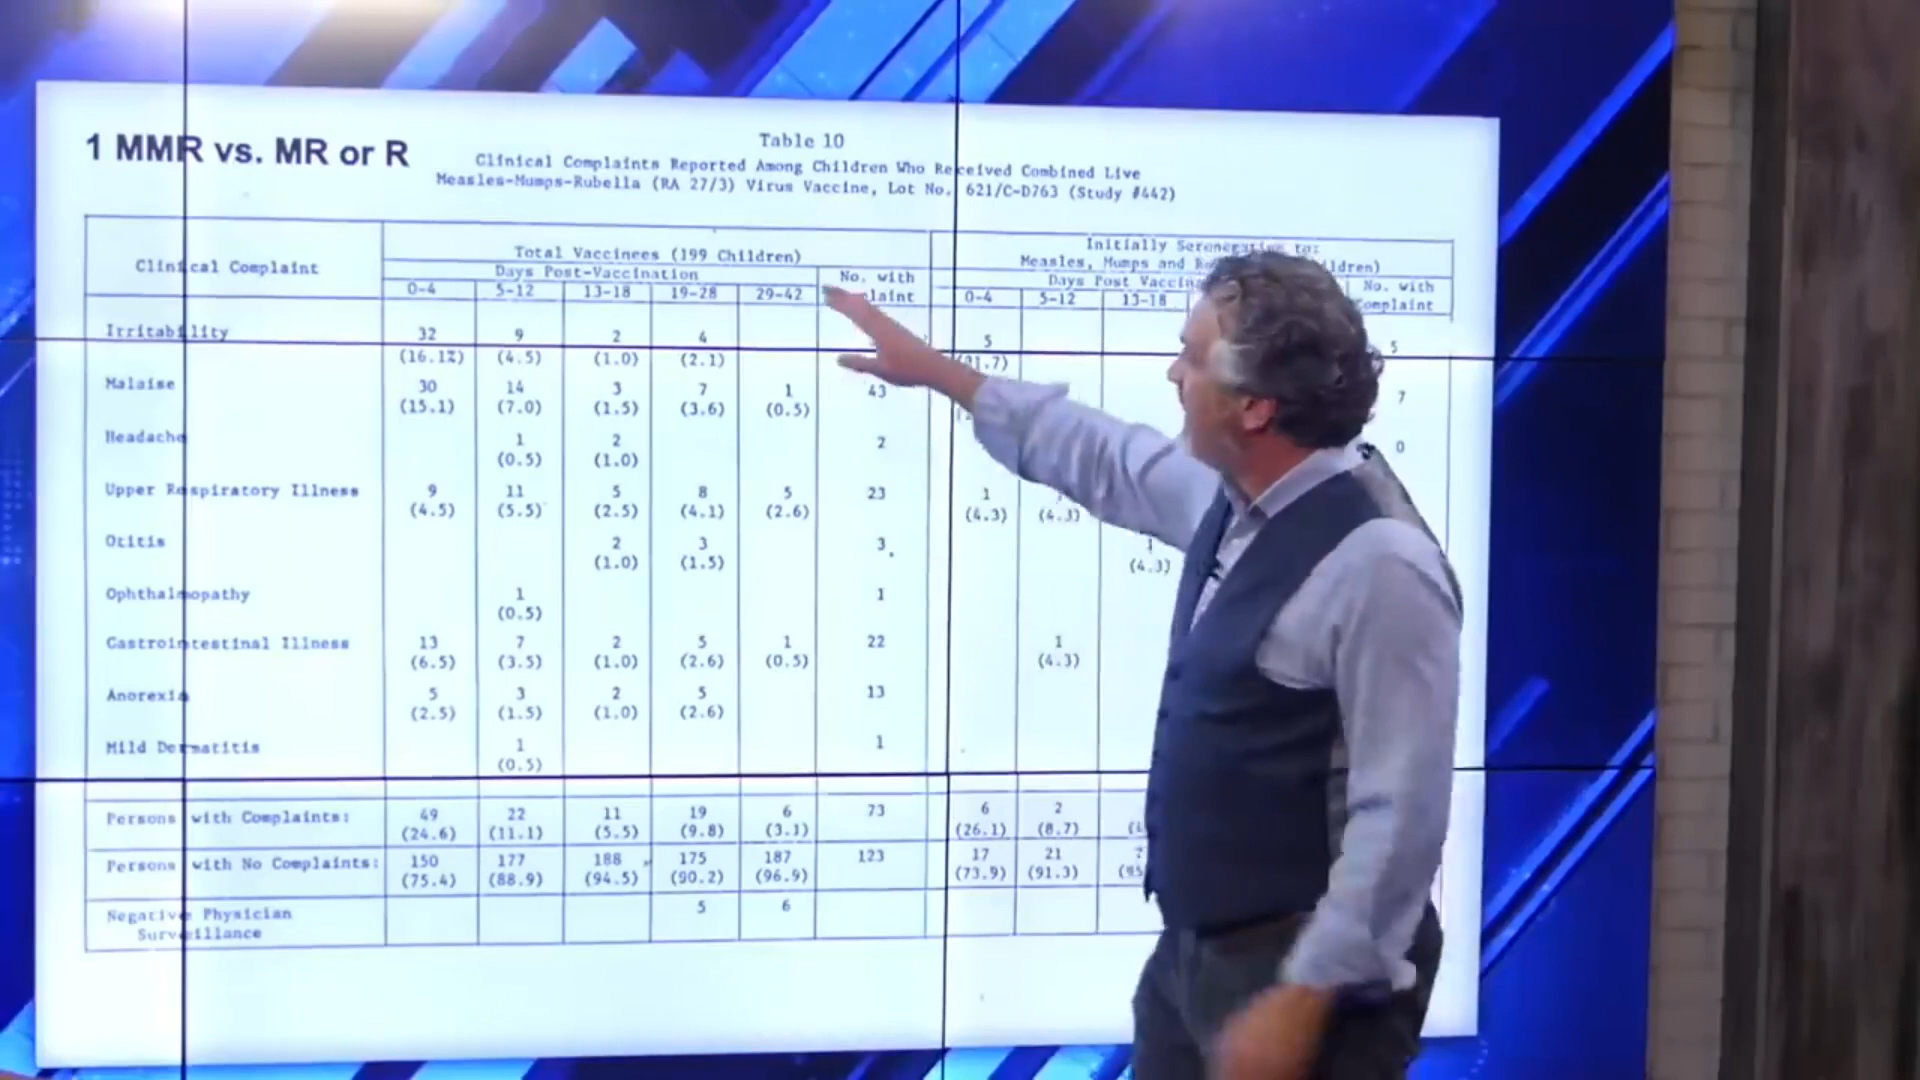 1 MMR vs. MR or R
Table 10
Clinical Complaints Reported Among Children Who Received Combined Live
Measles-Mumps-Rubella (RA 27/3) Virus Vaccine, Lot No. 621/C-D763 (Study #442)
Clinical Complaint
Total Vaccinees (199 Children)
Days Post-Vaccination
No. with
0-4 5-12 13-18 19-28 29-42
Initially Seronegative to:
Measles, Mumps and
Days Post
No. with
Complaint
0-4 5-12 13-18
Irritability 32 9 2 4 5 5
(16.1%) (4.5) (1.0) (2.1)
Malaise 30 14 3 7 1 43 7
(15.1) (7.0) (1.5) (3.6) (0.5)
Headache 1 2 2 0
(0.5) (1.0)
Upper Respiratory Illness 9 11 5 8 5 23 1
(4.5) (5.5) (2.5) (4.1) (2.6) (4.3) (4.3)
Otitis 2 3 3 1
(1.0) (1.5) (4.3)
Ophthalmopathy 1 1
(0.5)
Gastrointestinal Illness 13 7 2 5 1 22 1
(6.5) (3.5) (1.0) (2.6) (0.5) (4.3)
Anorexia 5 3 2 5 13
(2.5) (1.5) (1.0) (2.6)
Mild Dermatitis 1 1
(0.5)
Persons with Complaints: 49 22 11 19 6 73 6 2
(24.6) (11.1) (5.5) (9.8) (3.1) (26.1) (8.7)
Persons with No Complaints: 150 177 188 175 187 123 17 21
(75.4) (88.9) (94.5) (90.2) (96.9) (73.9) (91.3)
Negative Physician 5 6
Surveillance